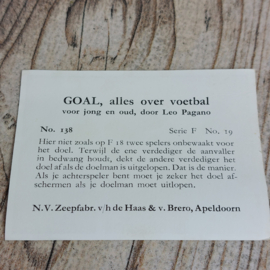 GOAL, alles over voetbal
voor jong en oud, door Leo Pagano
No. 138 Serie F No. 19
Hier niet zoals op F 18 twee spelers onbewaakt voor
het doel. Terwijl de ene verdediger de aanvaller
in bedwang houdt, dekt de andere verdediger het
doel af als de doelman is uitgelopen. Dat is de manier.
Als je achterspeler bent moet je zeker het doel af-
schermen als je doelman moet uitlopen.
N.V. Zeepfabr. v/h de Haas & v. Brero, Apeldoorn